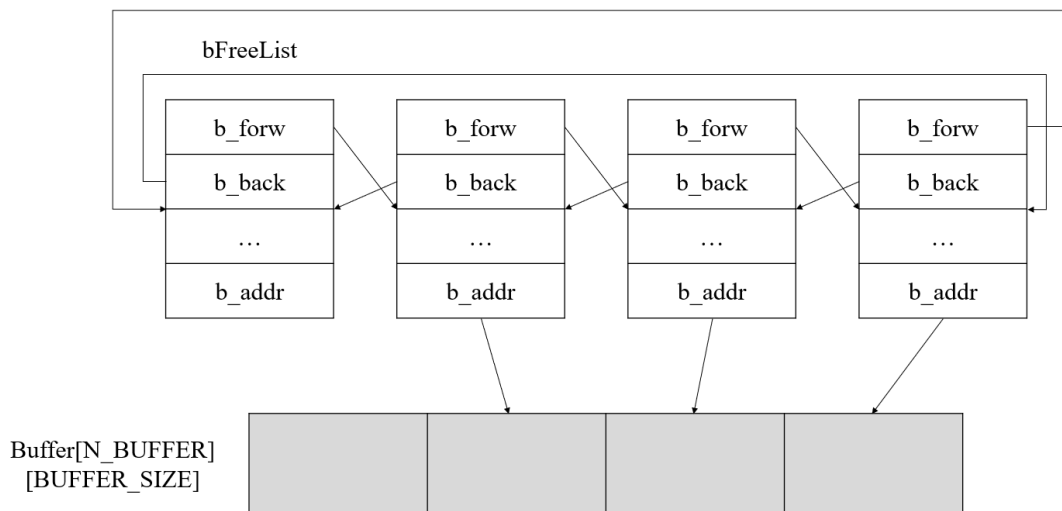 bFreeList
b_forw b_forw b_forw b_forw
b_back b_back b_back b_back
... ... ... ...
b_addr b_addr b_addr b_addr
Buffer[N_BUFFER]
[BUFFER_SIZE]